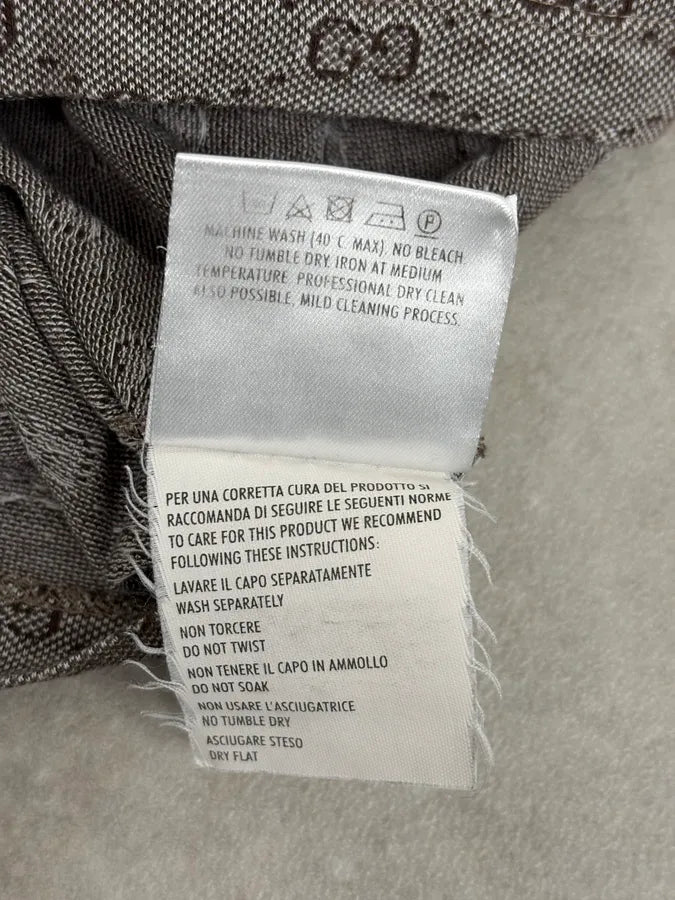 MACHINE WASH (40°C MAX). NO BLEACH
NO TUMBLE DRY. IRON AT MEDIUM
TEMPERATURE. PROFESSIONAL DRY CLEAN
ALSO POSSIBLE, MILD CLEANING PROCESS.
PER UNA CORRETTA CURA DEL PRODOTTO SI
RACCOMANDA DI SEGUIRE LE SEGUENTI NORME
TO CARE FOR THIS PRODUCT WE RECOMMEND
FOLLOWING THESE INSTRUCTIONS:
LAVARE IL CAPO SEPARATAMENTE
WASH SEPARATELY
NON TORCERE
DO NOT TWIST
NON TENERE IL CAPO IN AMMOLLO
DO NOT SOAK
NON USARE L'ASCIUGATRICE
NO TUMBLE DRY
ASCIUGARE STESO
DRY FLAT